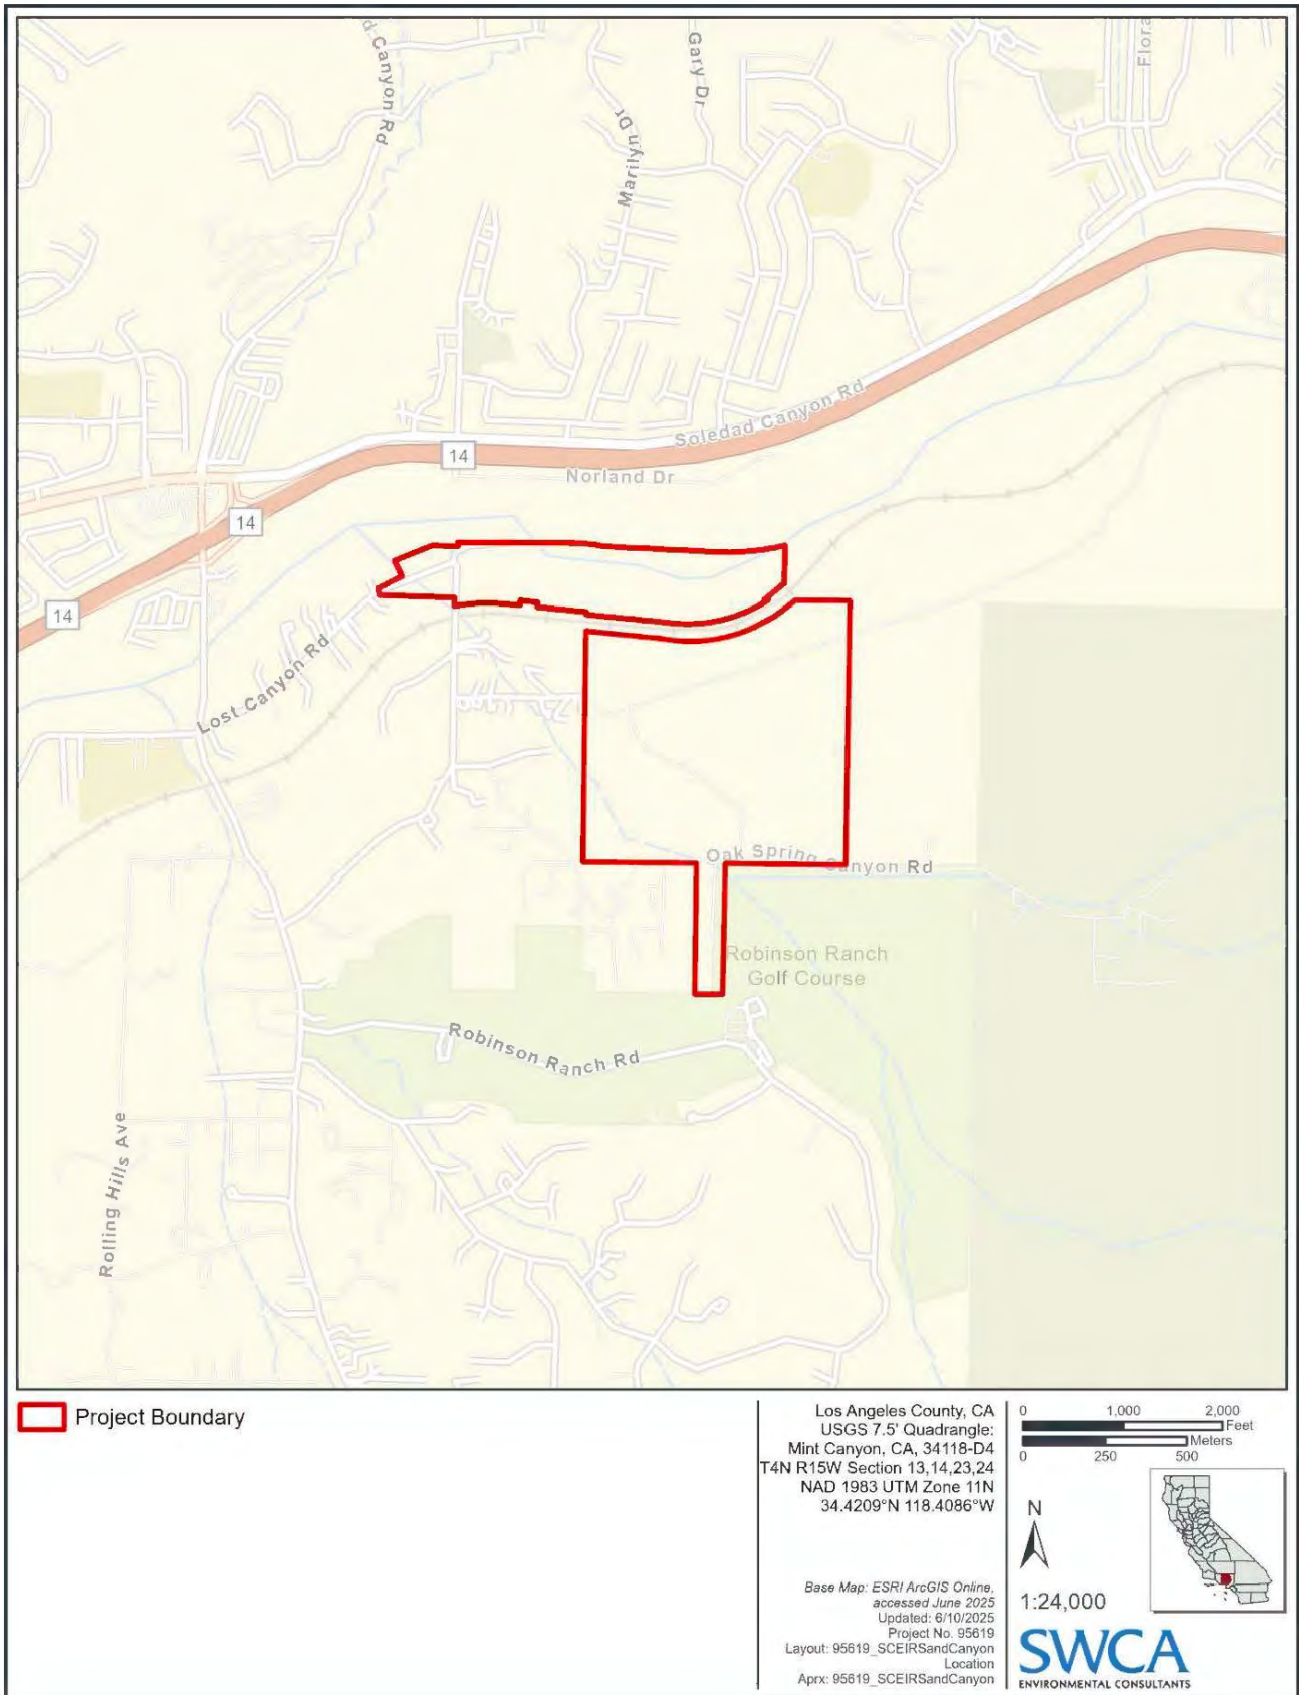 d Canyon Rd
Gary Dr
Flora
Marilyn Dr
Soledad Canyon Rd
14
Norland Dr
14
14
Lost Canyon Rd
Oak Spring Canyon Rd
Robinson Ranch
Golf Course
Robinson Ranch Rd
Rolling Hills Ave
Project Boundary
Los Angeles County, CA
USGS 7.5' Quadrangle:
Mint Canyon, CA, 34118-D4
T4N R15W Section 13,14,23,24
NAD 1983 UTM Zone 11N
34.4209°N 118.4086°W
Base Map: ESRI ArcGIS Online,
accessed June 2025
Updated: 6/10/2025
Project No. 95619
Layout: 95619_SCEIRSandCanyon
Location
Aprx: 95619_SCEIRSandCanyon
0 1,000 2,000
Feet
Meters
0 250 500
N
1:24,000
SWCA
ENVIRONMENTAL CONSULTANTS